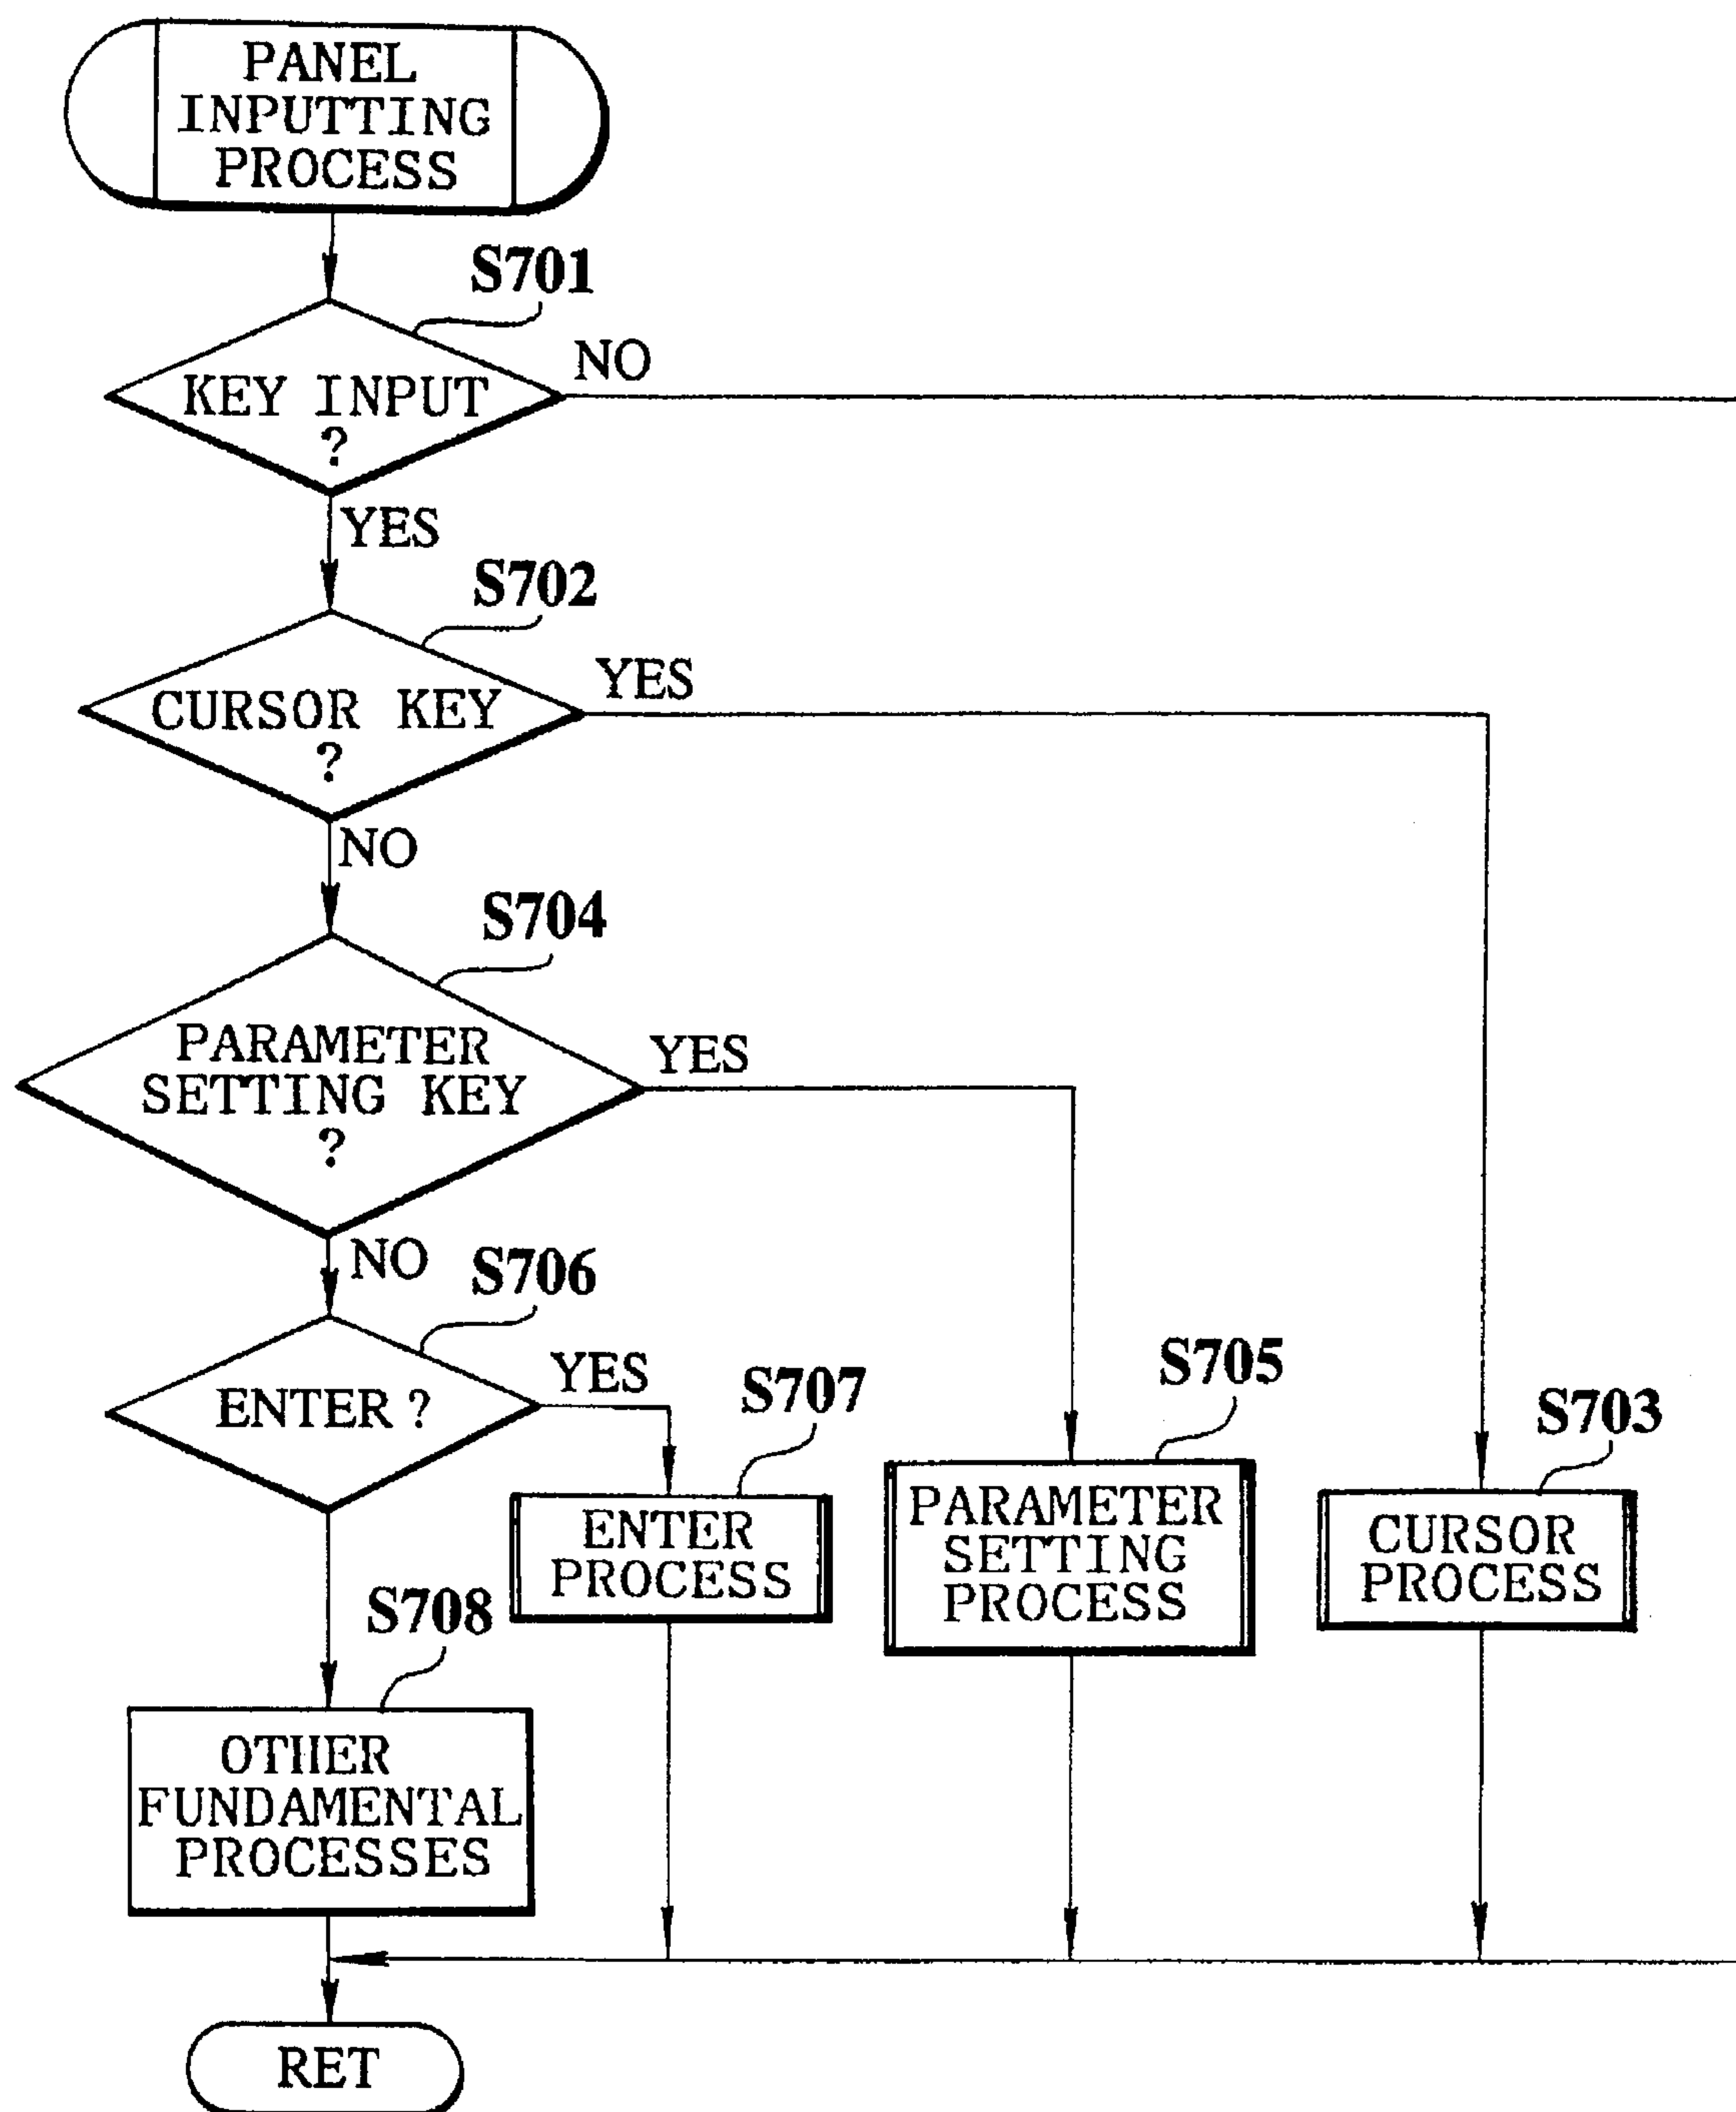 PANEL
INPUTTING
PROCESS
S701
KEY INPUT
?
NO
YES
S702
CURSOR KEY
?
YES
NO
S704
PARAMETER
SETTING KEY
?
YES
NO
S706
ENTER ?
YES
S707
ENTER
PROCESS
S705
PARAMETER
SETTING
PROCESS
S703
CURSOR
PROCESS
S708
OTHER
FUNDAMENTAL
PROCESSES
RET